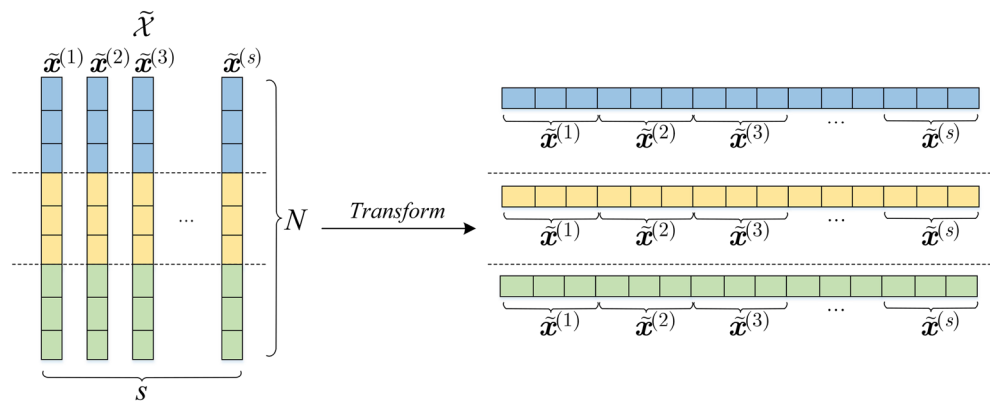 𝒳̃
x̃⁽¹⁾ x̃⁽²⁾ x̃⁽³⁾ x̃⁽ˢ⁾
... N
s
Transform
x̃⁽¹⁾ x̃⁽²⁾ x̃⁽³⁾ ... x̃⁽ˢ⁾
x̃⁽¹⁾ x̃⁽²⁾ x̃⁽³⁾ ... x̃⁽ˢ⁾
x̃⁽¹⁾ x̃⁽²⁾ x̃⁽³⁾ ... x̃⁽ˢ⁾